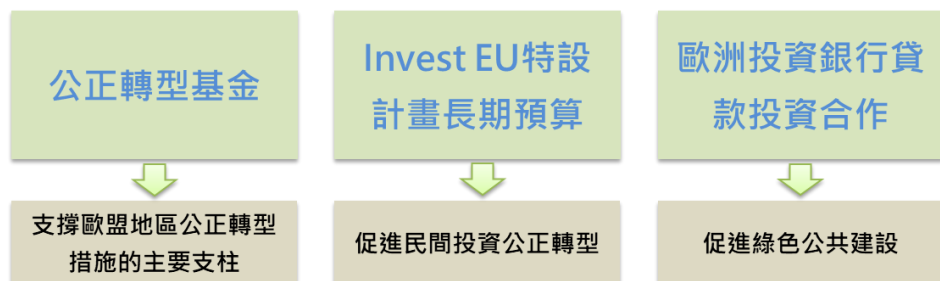 公正轉型基金
Invest EU特設
計畫長期預算
歐洲投資銀行貸
款投資合作
支撐歐盟地區公正轉型
措施的主要支柱
促進民間投資公正轉型
促進綠色公共建設